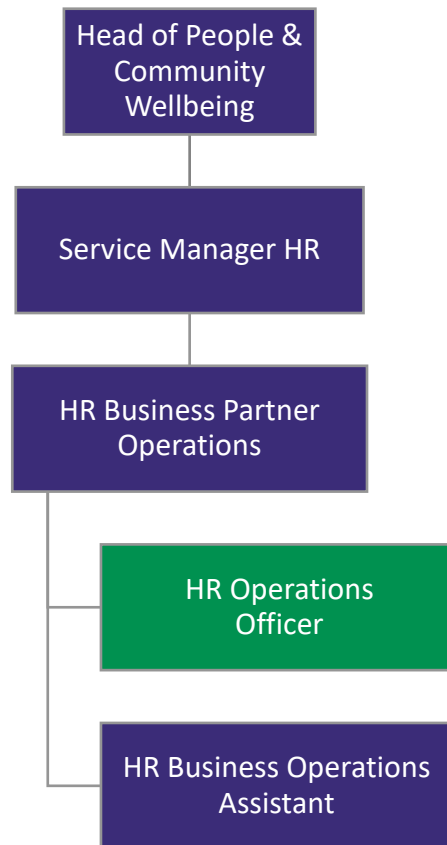 Head of People &
Community
Wellbeing
Service Manager HR
HR Business Partner
Operations
HR Operations
Officer
HR Business Operations
Assistant